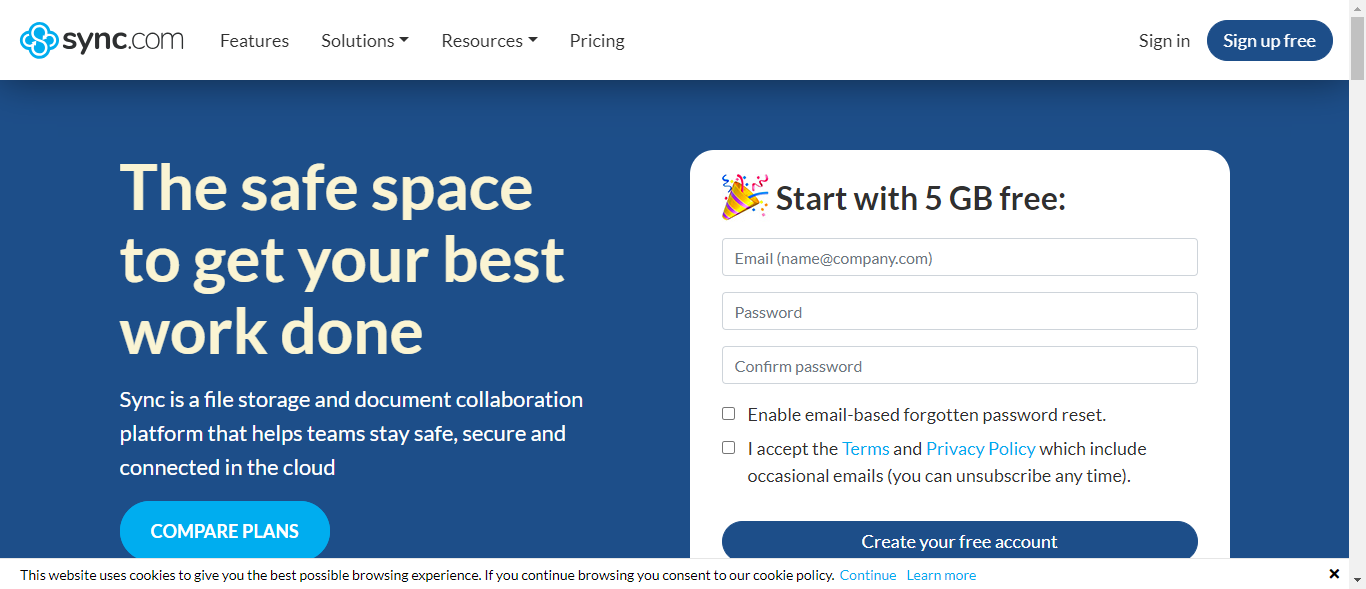 sync.com
Features
Solutions
Resources
Pricing
Sign in
Sign up free
The safe space
to get your best
work done
Sync is a file storage and document collaboration
platform that helps teams stay safe, secure and
connected in the cloud
COMPARE PLANS
Start with 5 GB free:
Email (name@company.com)
Password
Confirm password
Enable email-based forgotten password reset.
I accept the Terms and Privacy Policy which include
occasional emails (you can unsubscribe any time).
Create your free account
This website uses cookies to give you the best possible browsing experience. If you continue browsing you consent to our cookie policy. Continue Learn more